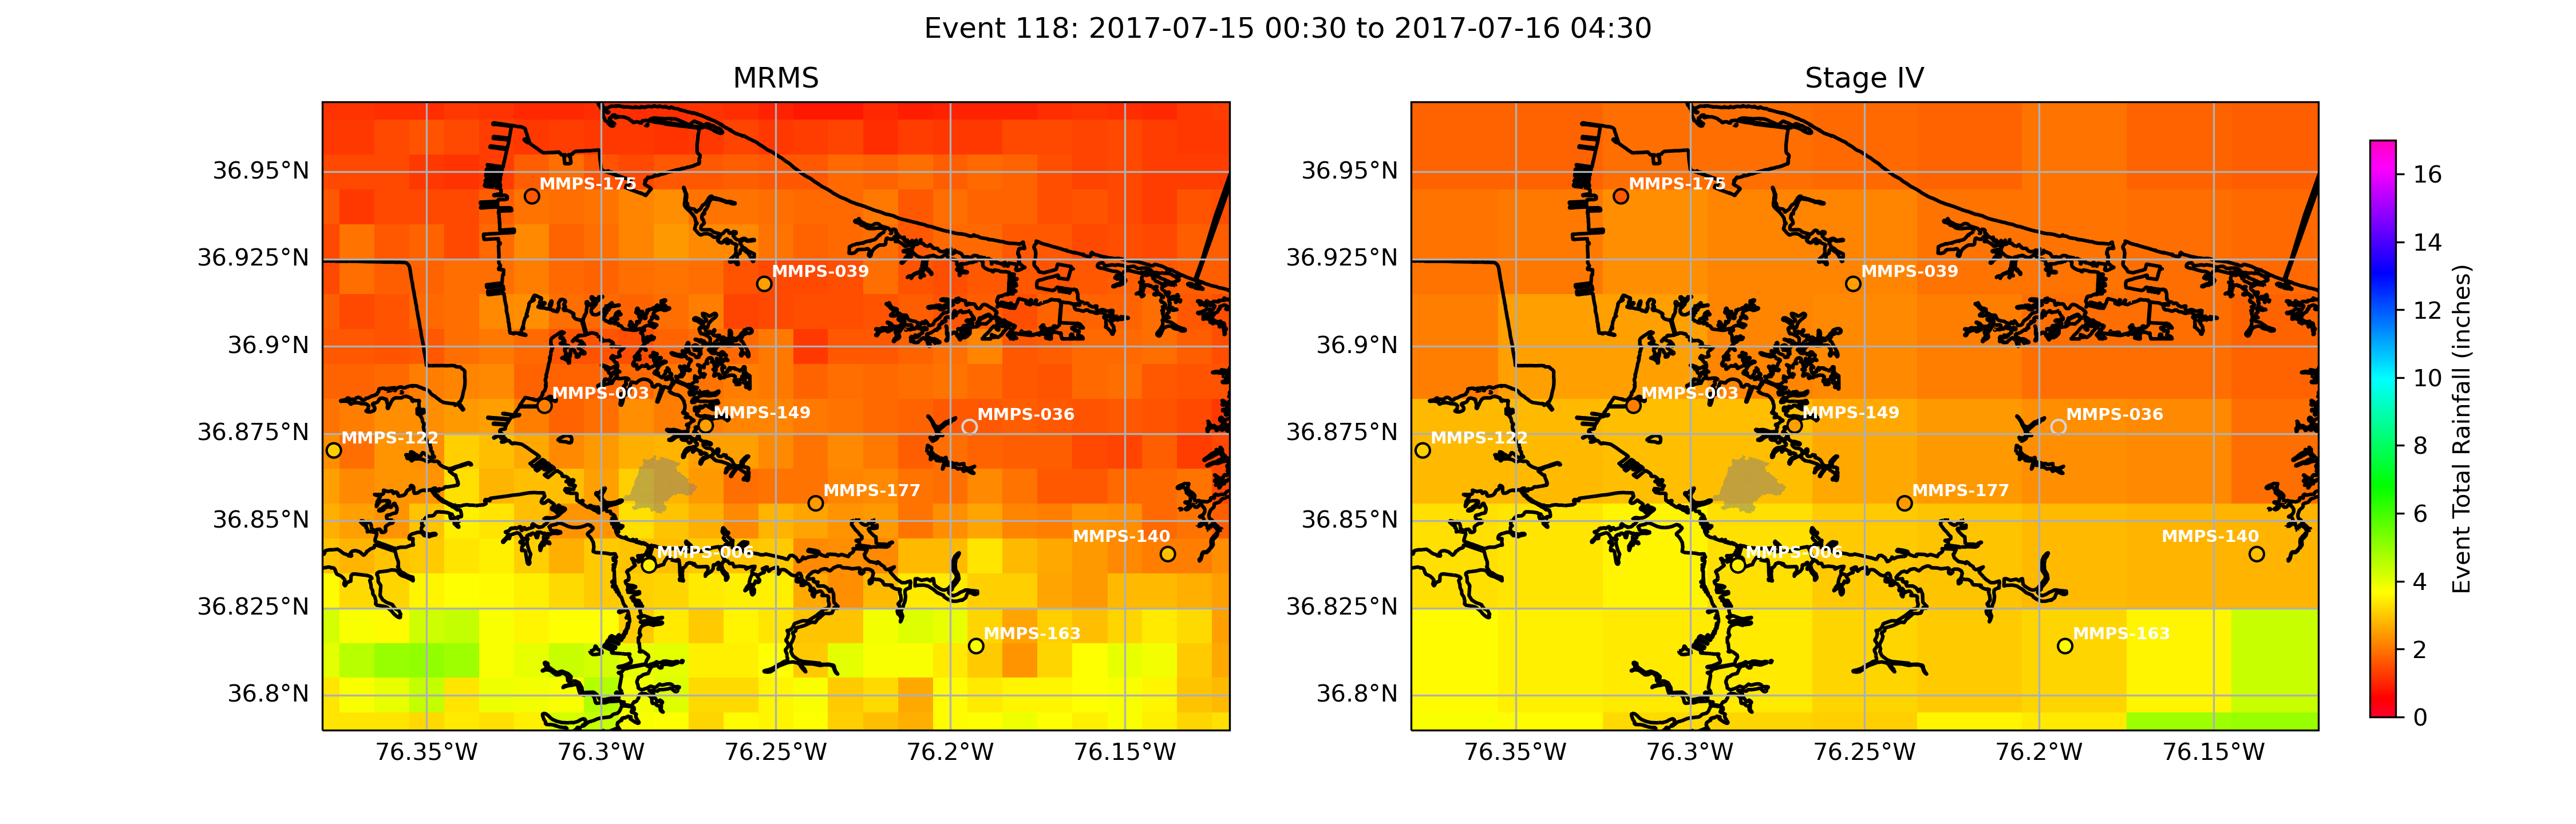 Event 118: 2017-07-15 00:30 to 2017-07-16 04:30
MRMS
Stage IV
36.95°N
36.925°N
36.9°N
36.875°N
36.85°N
36.825°N
36.8°N
MMPS-175
MMPS-039
MMPS-003
MMPS-149
MMPS-036
MMPS-122
MMPS-177
MMPS-140
MMPS-006
MMPS-163
76.35°W
76.3°W
76.25°W
76.2°W
76.15°W
36.95°N
36.925°N
36.9°N
36.875°N
36.85°N
36.825°N
36.8°N
MMPS-175
MMPS-039
MMPS-003
MMPS-149
MMPS-036
MMPS-122
MMPS-177
MMPS-140
MMPS-006
MMPS-163
76.35°W
76.3°W
76.25°W
76.2°W
76.15°W
16
14
12
10
8
6
4
2
0
Event Total Rainfall (inches)